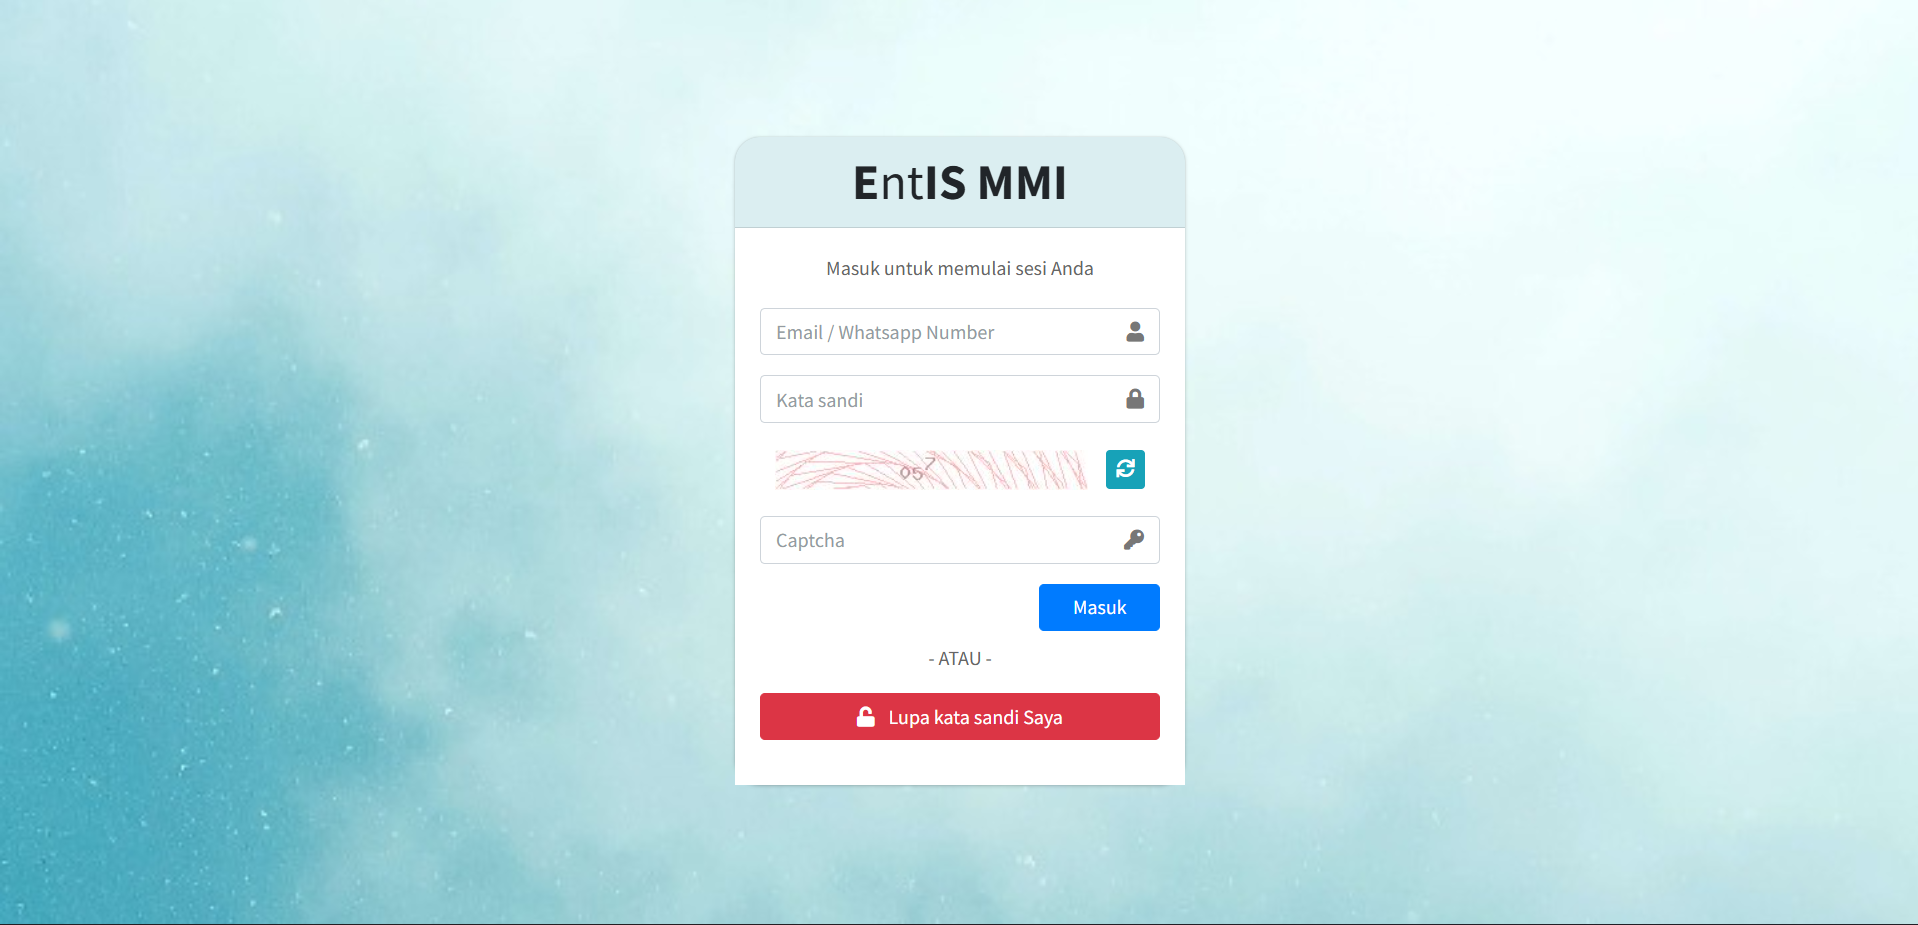 EntIS MMI
Masuk untuk memulai sesi Anda
Email / Whatsapp Number
Kata sandi
957
Captcha
Masuk
- ATAU -
Lupa kata sandi Saya